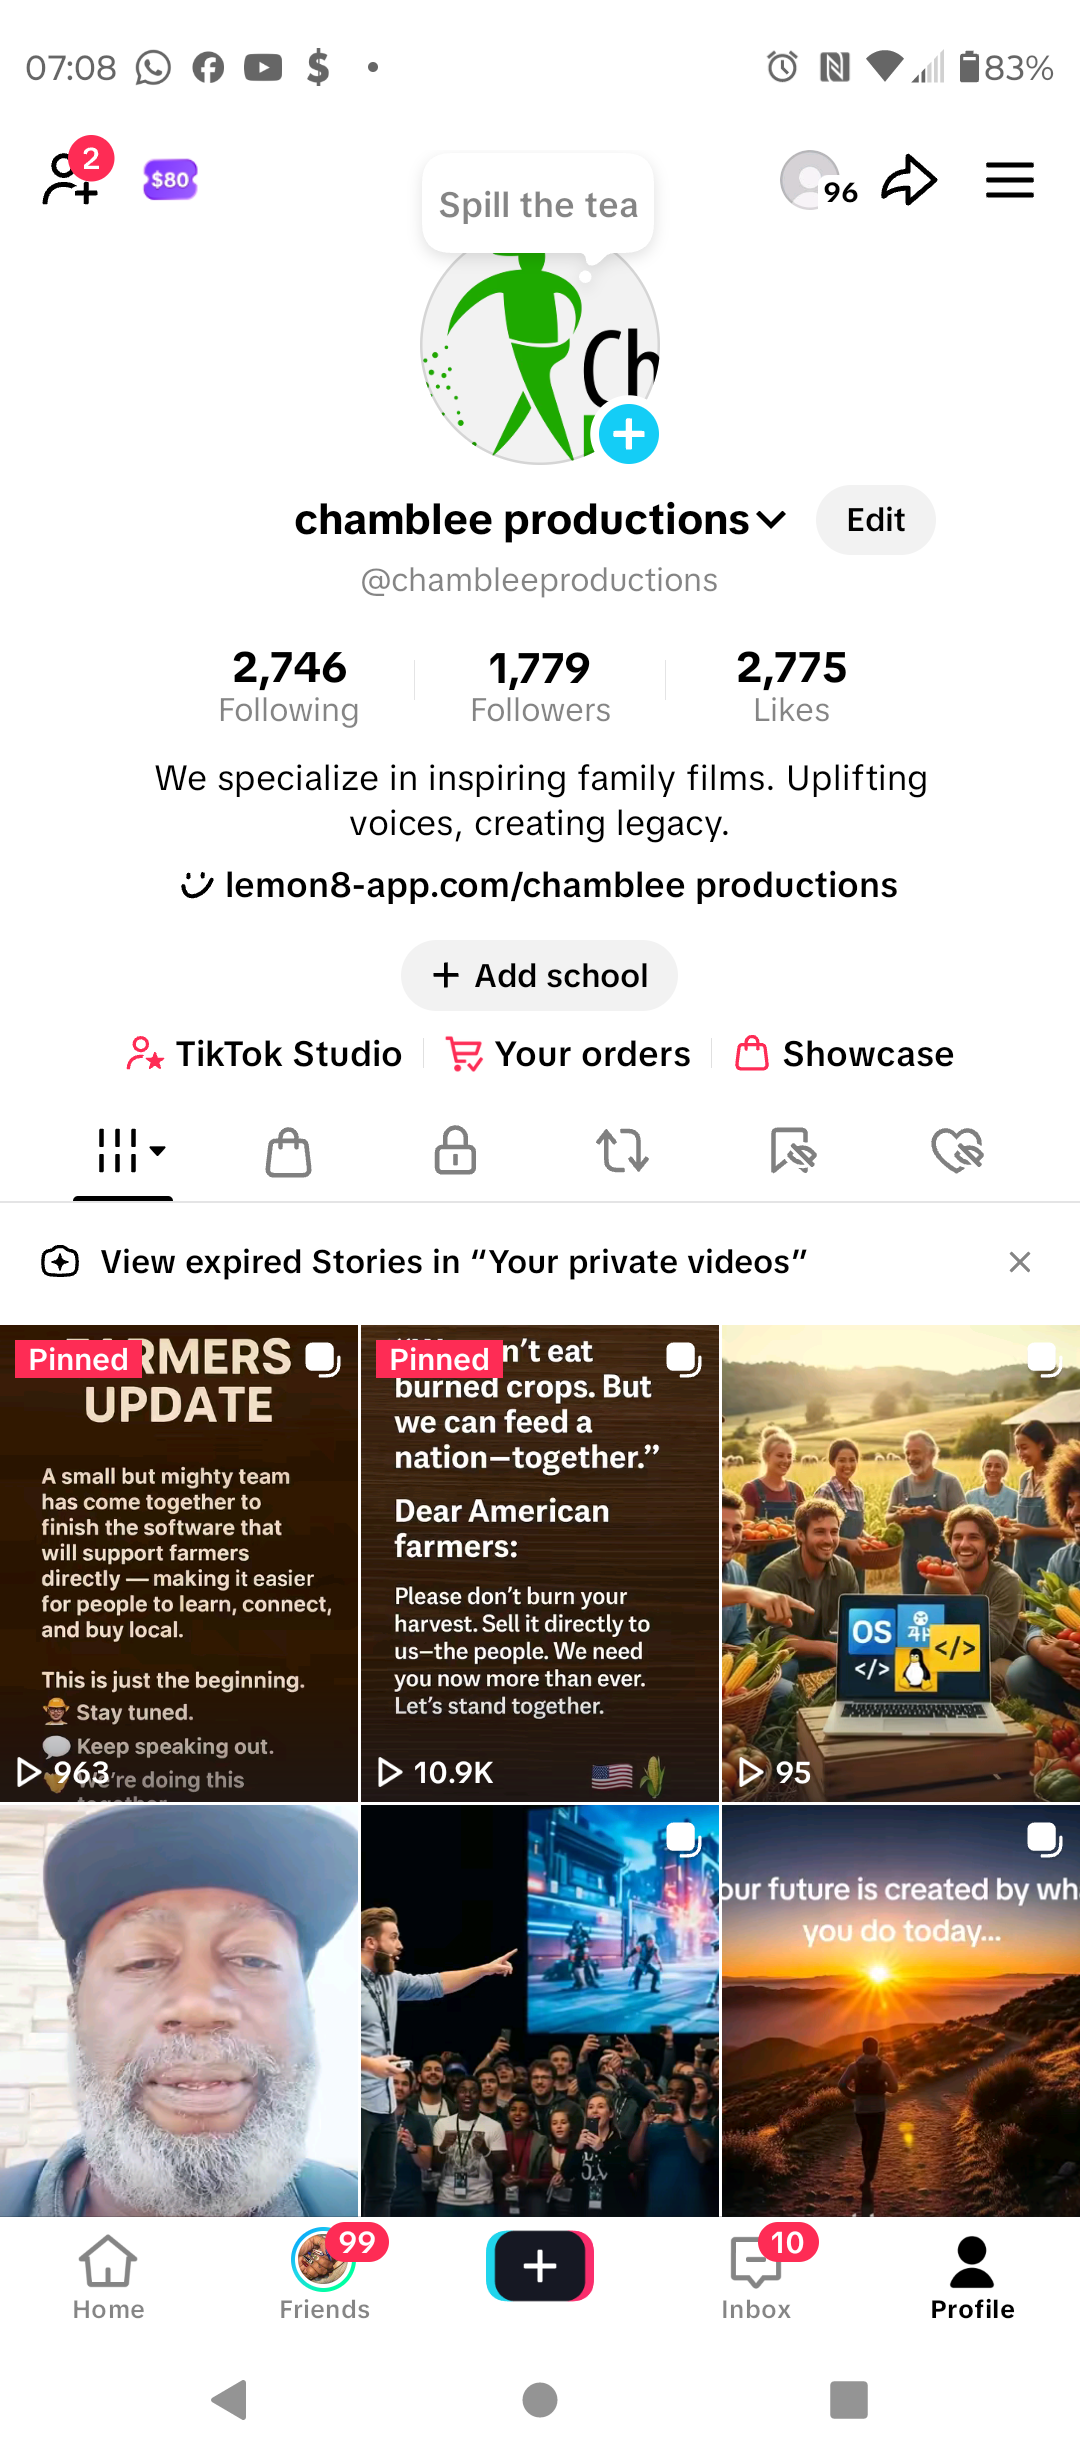 07:08
83%
2
$80
Spill the tea
96
Ch
chamblee productions
Edit
@chambleeproductions
2,746
Following
1,779
Followers
2,775
Likes
We specialize in inspiring family films. Uplifting
voices, creating legacy.
lemon8-app.com/chamblee productions
+ Add school
TikTok Studio
Your orders
Showcase
View expired Stories in “Your private videos”
Pinned
RMERS
UPDATE
A small but mighty team
has come together to
finish the software that
will support farmers
directly — making it easier
for people to learn, connect,
and buy local.
This is just the beginning.
Stay tuned.
Keep speaking out.
We're doing this
together
963
Pinned
n’t eat
burned crops. But
we can feed a
nation—together.”
Dear American
farmers:
Please don’t burn your
harvest. Sell it directly to
us—the people. We need
you now more than ever.
Let’s stand together.
10.9K
OS
</>
</>
95
our future is created by wh
you do today...
Home
99
Friends
10
Inbox
Profile